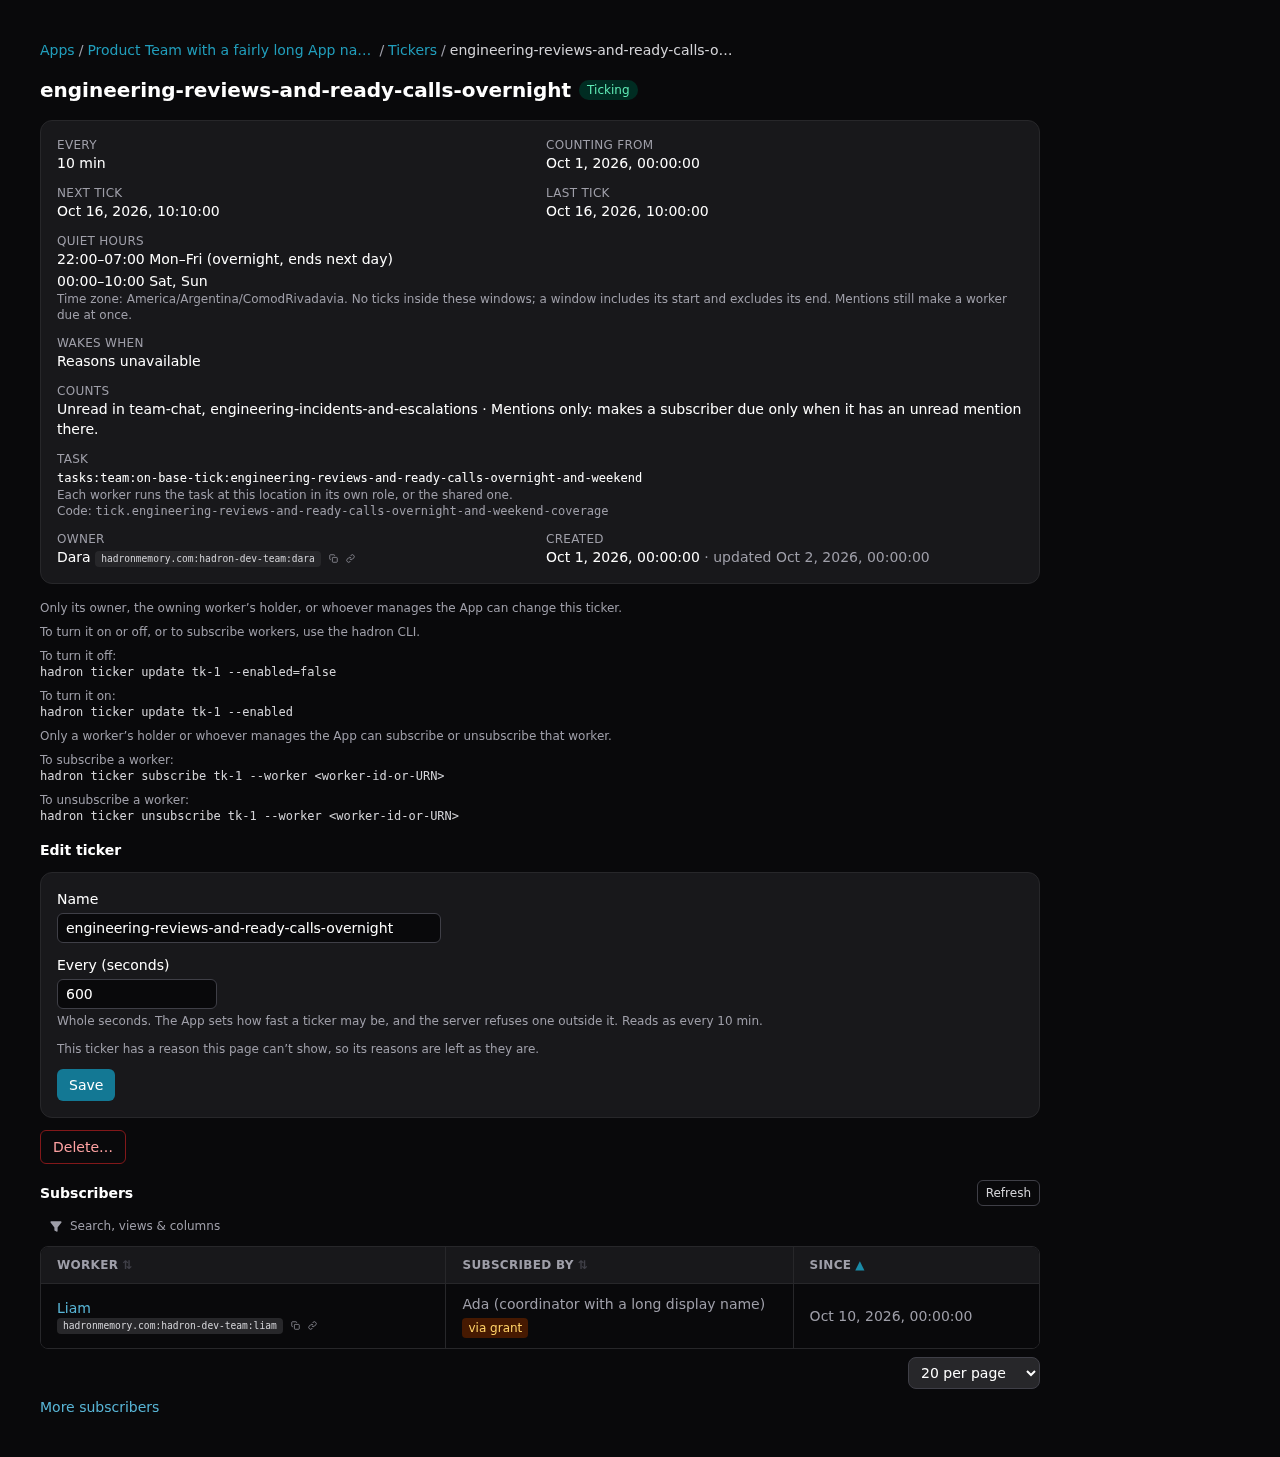 Apps / Product Team with a fairly long App na… / Tickers / engineering-reviews-and-ready-calls-o…
engineering-reviews-and-ready-calls-overnight Ticking
EVERY
10 min
COUNTING FROM
Oct 1, 2026, 00:00:00
NEXT TICK
Oct 16, 2026, 10:10:00
LAST TICK
Oct 16, 2026, 10:00:00
QUIET HOURS
22:00–07:00 Mon–Fri (overnight, ends next day)
00:00–10:00 Sat, Sun
Time zone: America/Argentina/ComodRivadavia. No ticks inside these windows; a window includes its start and excludes its end. Mentions still make a worker
due at once.
WAKES WHEN
Reasons unavailable
COUNTS
Unread in team-chat, engineering-incidents-and-escalations · Mentions only: makes a subscriber due only when it has an unread mention
there.
TASK
tasks:team:on-base-tick:engineering-reviews-and-ready-calls-overnight-and-weekend
Each worker runs the task at this location in its own role, or the shared one.
Code: tick.engineering-reviews-and-ready-calls-overnight-and-weekend-coverage
OWNER
Dara hadronmemory.com:hadron-dev-team:dara
CREATED
Oct 1, 2026, 00:00:00 · updated Oct 2, 2026, 00:00:00
Only its owner, the owning worker’s holder, or whoever manages the App can change this ticker.
To turn it on or off, or to subscribe workers, use the hadron CLI.
To turn it off:
hadron ticker update tk-1 --enabled=false
To turn it on:
hadron ticker update tk-1 --enabled
Only a worker’s holder or whoever manages the App can subscribe or unsubscribe that worker.
To subscribe a worker:
hadron ticker subscribe tk-1 --worker <worker-id-or-URN>
To unsubscribe a worker:
hadron ticker unsubscribe tk-1 --worker <worker-id-or-URN>
Edit ticker
Name
engineering-reviews-and-ready-calls-overnight
Every (seconds)
600
Whole seconds. The App sets how fast a ticker may be, and the server refuses one outside it. Reads as every 10 min.
This ticker has a reason this page can’t show, so its reasons are left as they are.
Save
Delete…
Subscribers
Refresh
Search, views & columns
WORKER ⇅ SUBSCRIBED BY ⇅ SINCE ▲
Liam
hadronmemory.com:hadron-dev-team:liam
Ada (coordinator with a long display name)
via grant
Oct 10, 2026, 00:00:00
20 per page
More subscribers